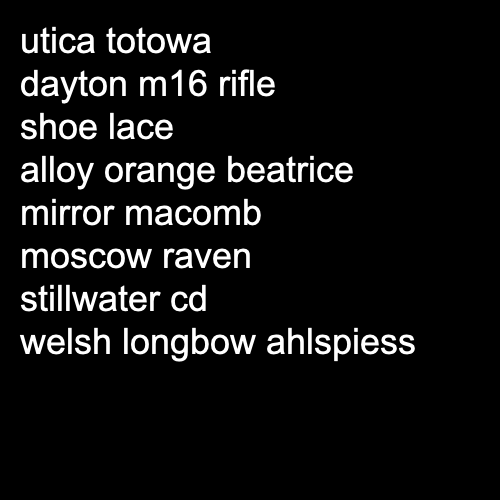 utica totowa
dayton m16 rifle
shoe lace
alloy orange beatrice
mirror macomb
moscow raven
stillwater cd
welsh longbow ahlspiess